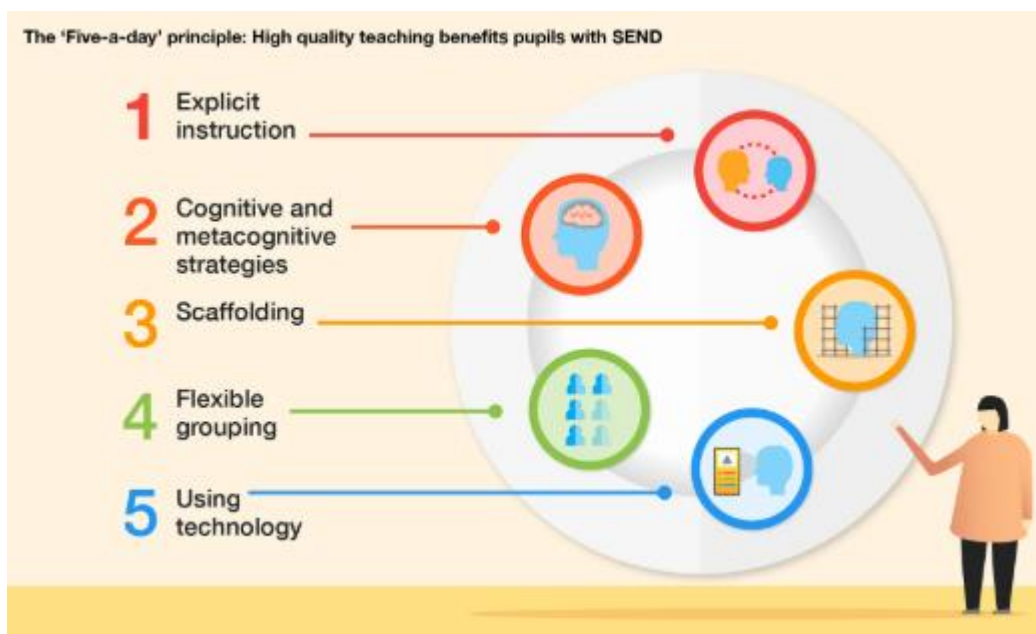 The ‘Five-a-day’ principle: High quality teaching benefits pupils with SEND
1
Explicit
instruction
2
Cognitive and
metacognitive
strategies
3
Scaffolding
4
Flexible
grouping
5
Using
technology